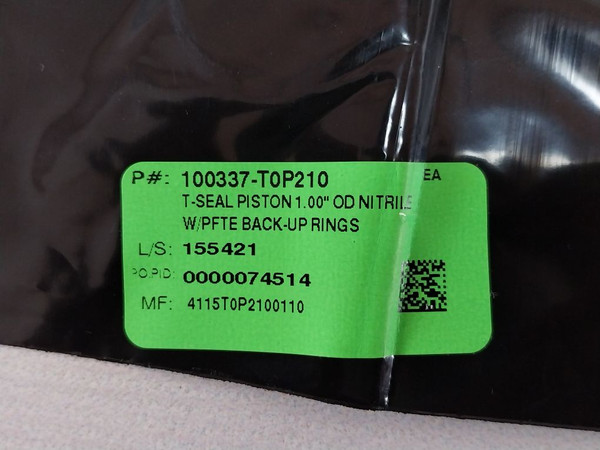 P#: 100337-T0P210 EA
T-SEAL PISTON 1.00" OD NITRILE
W/PFTE BACK-UP RINGS
L/S: 155421
PO.PID: 0000074514
MF: 4115T0P2100110